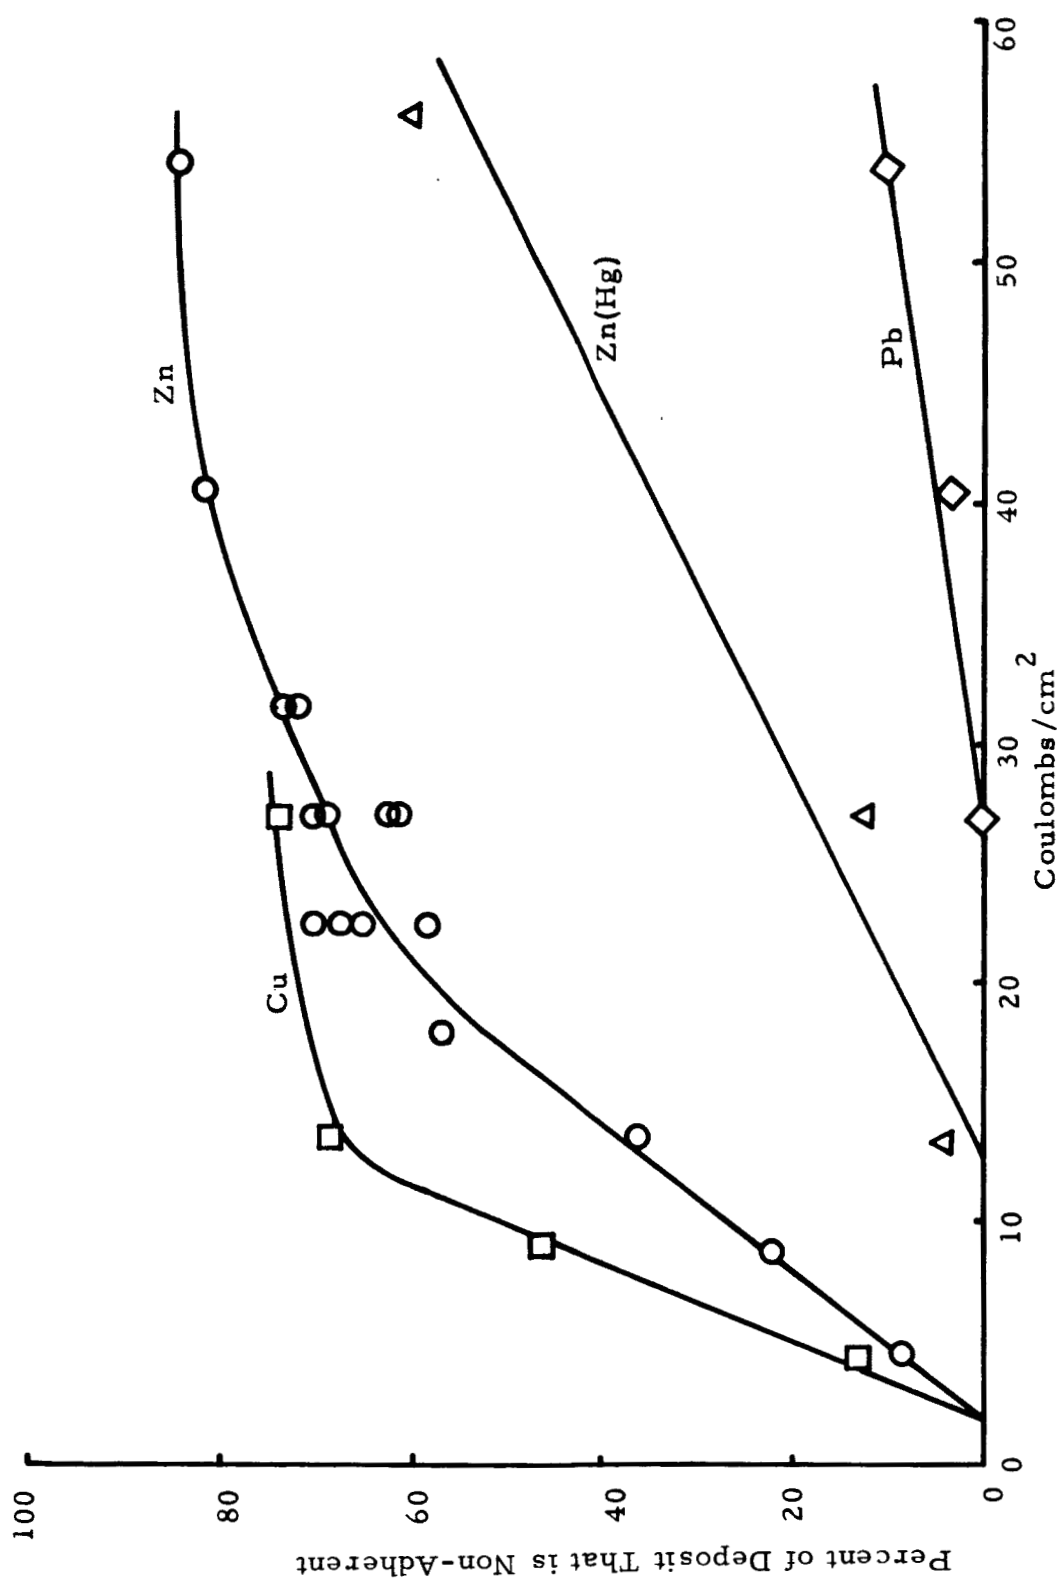 Percent of Deposit That is Non-Adherent
100
80
60
40
20
0
Cu
Zn
Zn(Hg)
Pb
0
10
20
30
40
50
60
Coulombs/cm²